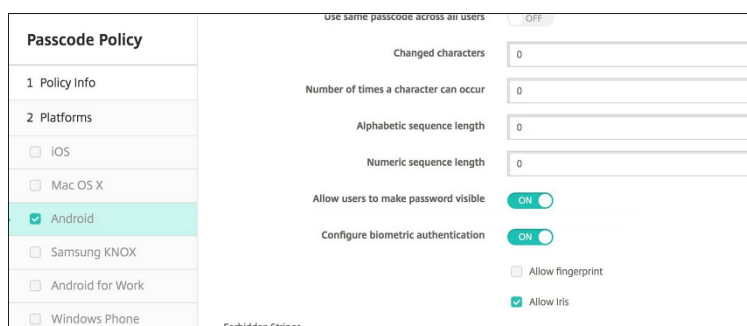 Passcode Policy
1 Policy Info
2 Platforms
iOS
Mac OS X
Android
Samsung KNOX
Android for Work
Windows Phone
Use same passcode across all users OFF
Changed characters 0
Number of times a character can occur 0
Alphabetic sequence length 0
Numeric sequence length 0
Allow users to make password visible ON
Configure biometric authentication ON
Allow fingerprint
Allow Iris
Forbidden Strings